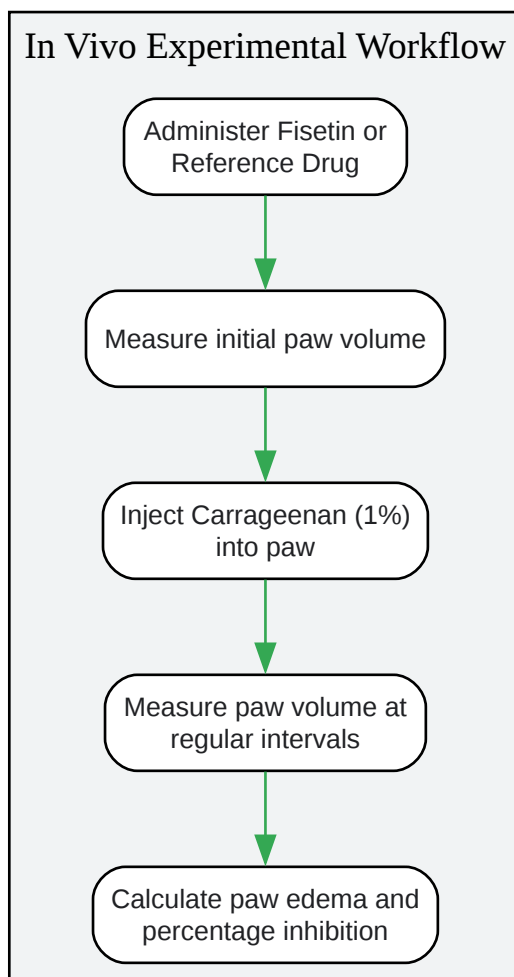 In Vivo Experimental Workflow
Administer Fisetin or
Reference Drug
Measure initial paw volume
Inject Carrageenan (1%)
into paw
Measure paw volume at
regular intervals
Calculate paw edema and
percentage inhibition